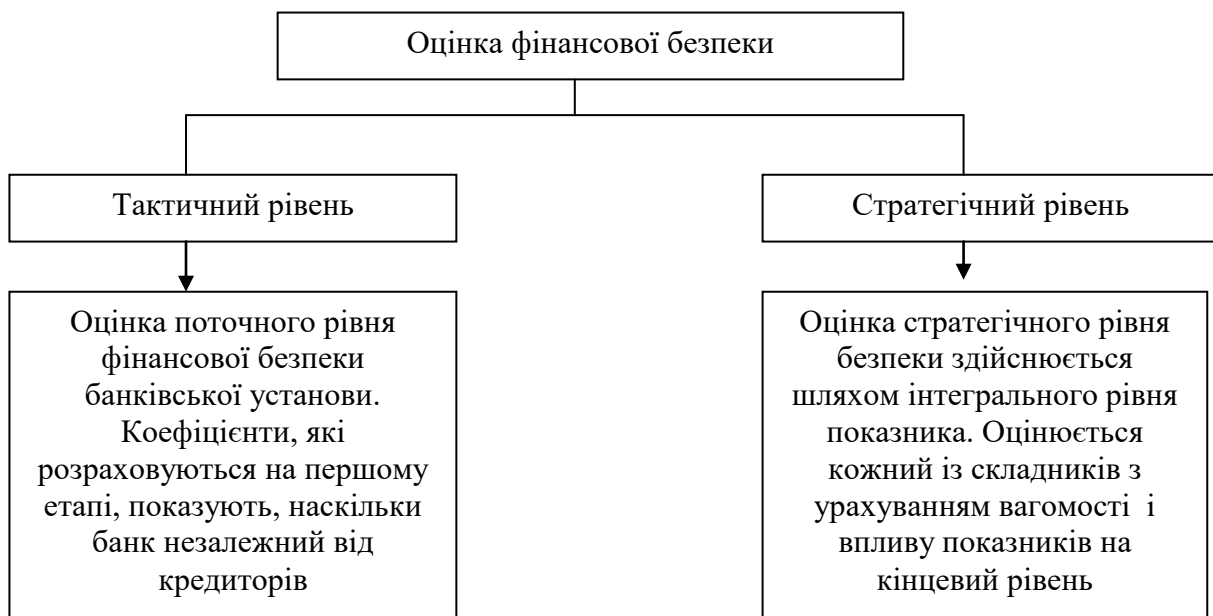 Оцінка фінансової безпеки
Тактичний рівень
Стратегічний рівень
Оцінка поточного рівня
фінансової безпеки
банківської установи.
Коефіцієнти, які
розраховуються на першому
етапі, показують, наскільки
банк незалежний від
кредиторів
Оцінка стратегічного рівня
безпеки здійснюється
шляхом інтегрального рівня
показника. Оцінюється
кожний із складників з
урахуванням вагомості і
впливу показників на
кінцевий рівень